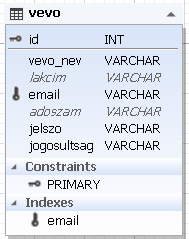 vevo
id INT
vevo_nev VARCHAR
lakcim VARCHAR
email VARCHAR
adoszam VARCHAR
jelszo VARCHAR
jogosultsag VARCHAR
Constraints
PRIMARY
Indexes
email